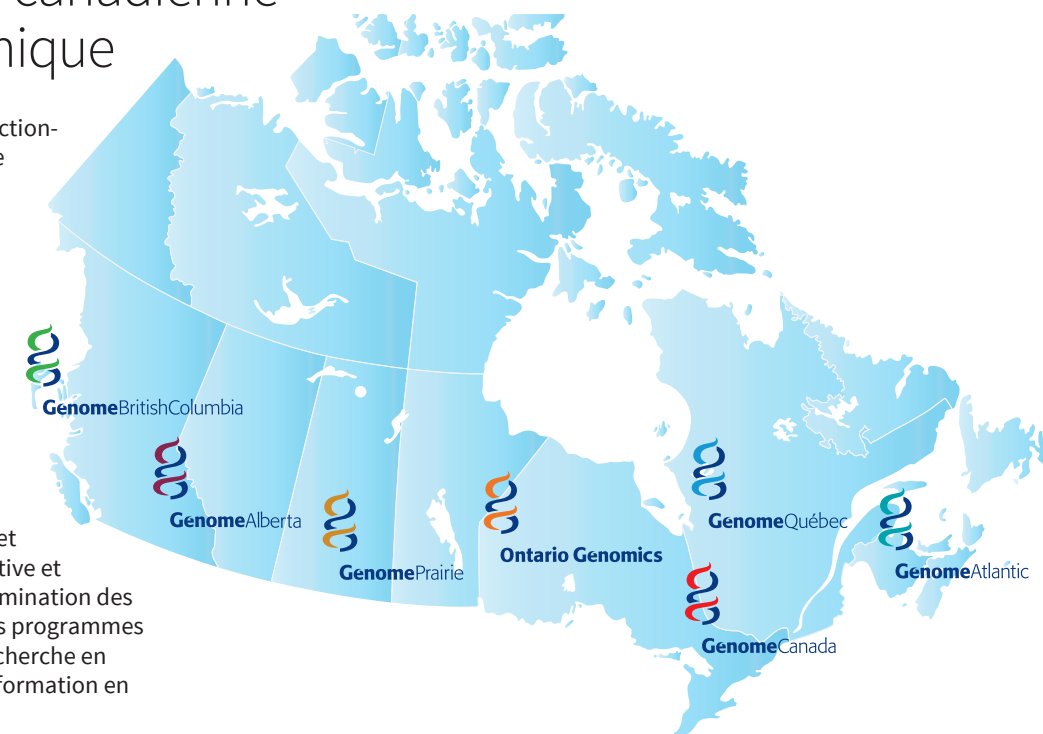 canadienne
nique
ction-
e
GenomeBritishColumbia
GenomeAlberta
GenomePrairie
Ontario Genomics
GenomeQuébec
GenomeAtlantic
GenomeCanada
et
tive et
mination des
s programmes
cherche en
formation en